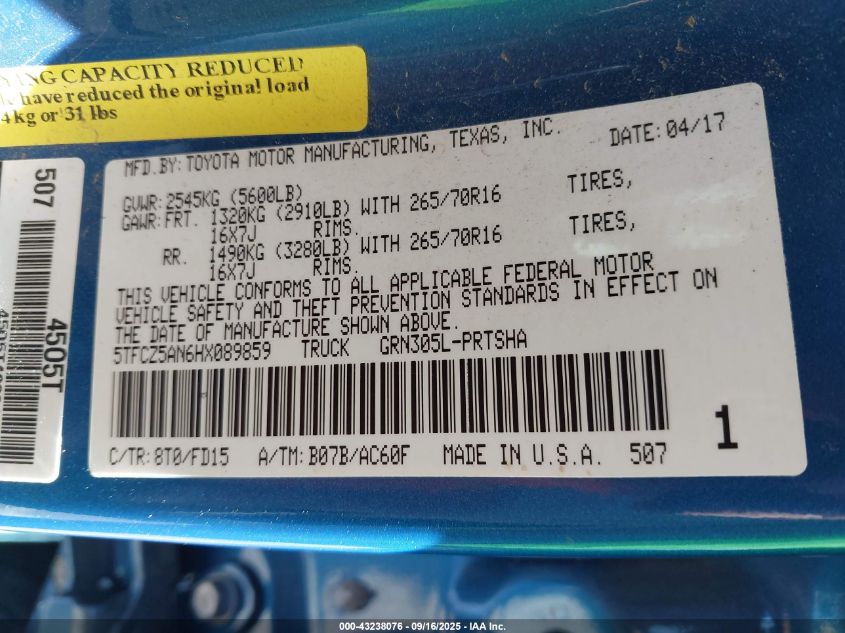 YING CAPACITY REDUCED
have reduced the original load
4kg or 31 lbs
507
4505T
MFD.BY:TOYOTA MOTOR MANUFACTURING, TEXAS, INC. DATE:04/17
GVWR:2545KG (5600LB)
GAWR:FRT. 1320KG (2910LB) WITH 265/70R16 TIRES,
16X7J RIMS.
RR. 1490KG (3280LB) WITH 265/70R16 TIRES,
16X7J RIMS.
THIS VEHICLE CONFORMS TO ALL APPLICABLE FEDERAL MOTOR
VEHICLE SAFETY AND THEFT PREVENTION STANDARDS IN EFFECT ON
THE DATE OF MANUFACTURE SHOWN ABOVE.
5TFCZ5AN6HX089859 TRUCK GRN305L-PRTSHA
1
C/TR:8T0/FD15 A/TM:B07B/AC60F MADE IN U.S.A. 507
000-43238076 - 09/16/2025 - IAA Inc.